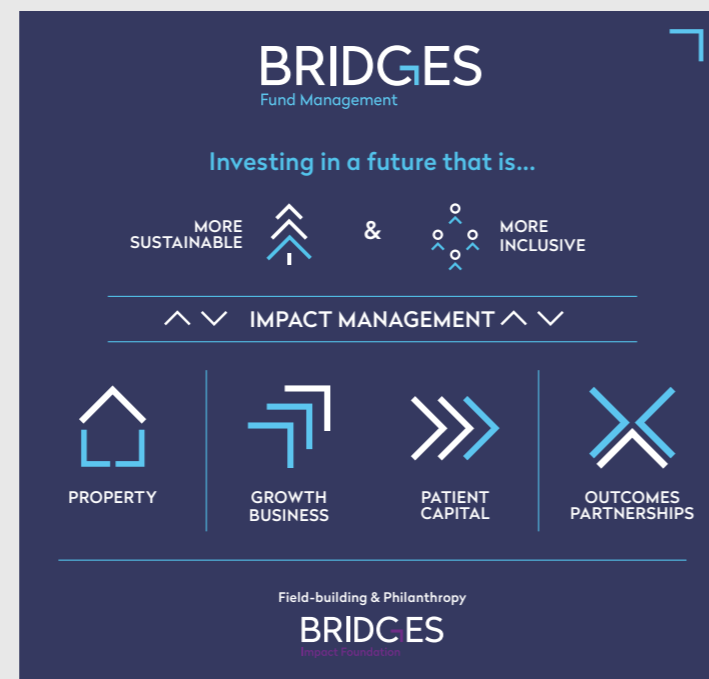 BRIDGES
Fund Management
Investing in a future that is...
MORE
SUSTAINABLE
&
MORE
INCLUSIVE
IMPACT MANAGEMENT
PROPERTY
GROWTH
BUSINESS
PATIENT
CAPITAL
OUTCOMES
PARTNERSHIPS
Field-building & Philanthropy
BRIDGES
Impact Foundation